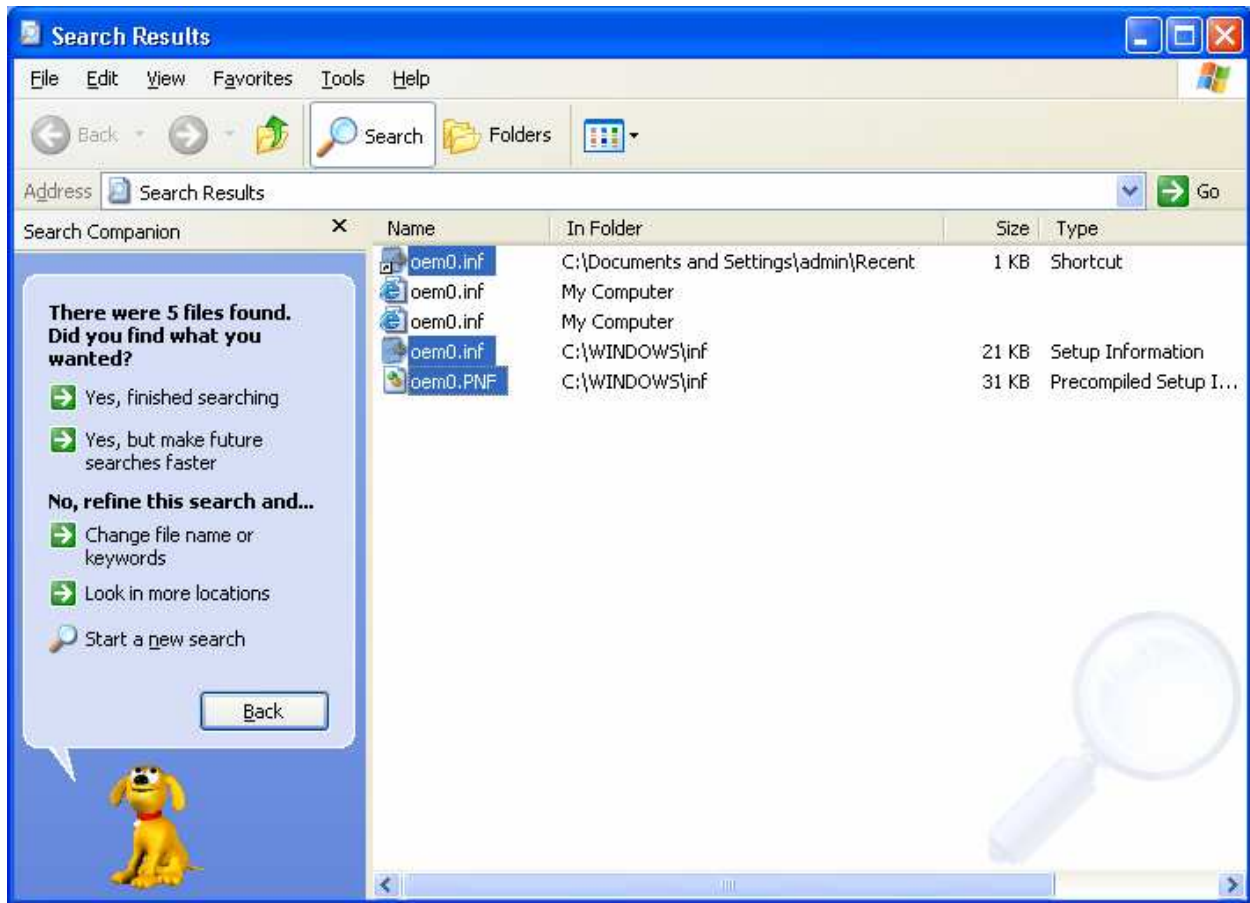 Search Results
File Edit View Favorites Tools Help
Back Search Folders
Address Search Results Go
Search Companion
Name In Folder Size Type
oem0.inf C:\Documents and Settings\admin\Recent 1 KB Shortcut
oem0.inf My Computer
oem0.inf My Computer
oem0.inf C:\WINDOWS\inf 21 KB Setup Information
oem0.PNF C:\WINDOWS\inf 31 KB Precompiled Setup I...
There were 5 files found.
Did you find what you
wanted?
Yes, finished searching
Yes, but make future
searches faster
No, refine this search and...
Change file name or
keywords
Look in more locations
Start a new search
Back